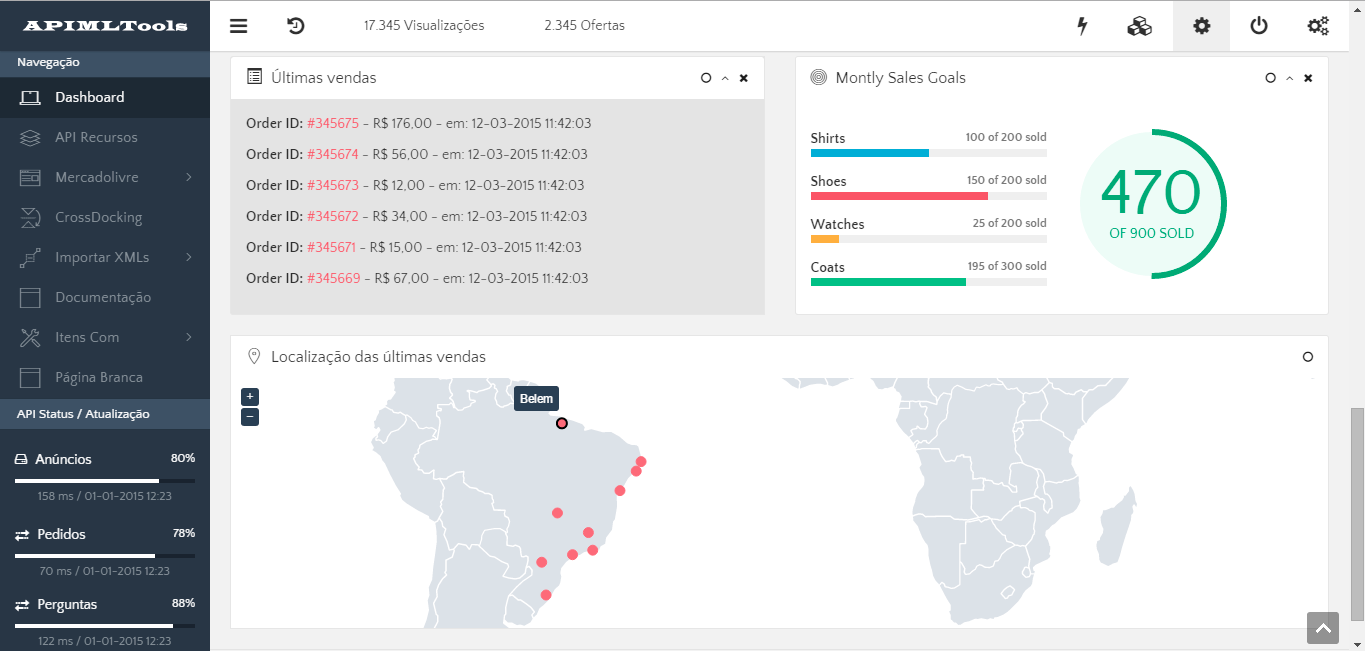 APIMLTools
17.345 Visualizações
2.345 Ofertas
Navegação
Dashboard
API Recursos
Mercadolivre
CrossDocking
Importar XMLs
Documentação
Itens Com
Página Branca
API Status / Atualização
Anúncios 80%
158 ms / 01-01-2015 12:23
Pedidos 78%
70 ms / 01-01-2015 12:23
Perguntas 88%
122 ms / 01-01-2015 12:23
Últimas vendas
Order ID: #345675 - R$ 176,00 - em: 12-03-2015 11:42:03
Order ID: #345674 - R$ 56,00 - em: 12-03-2015 11:42:03
Order ID: #345673 - R$ 12,00 - em: 12-03-2015 11:42:03
Order ID: #345672 - R$ 34,00 - em: 12-03-2015 11:42:03
Order ID: #345671 - R$ 15,00 - em: 12-03-2015 11:42:03
Order ID: #345669 - R$ 67,00 - em: 12-03-2015 11:42:03
Montly Sales Goals
Shirts 100 of 200 sold
Shoes 150 of 200 sold
Watches 25 of 200 sold
Coats 195 of 300 sold
470
OF 900 SOLD
Localização das últimas vendas
+
−
Belem